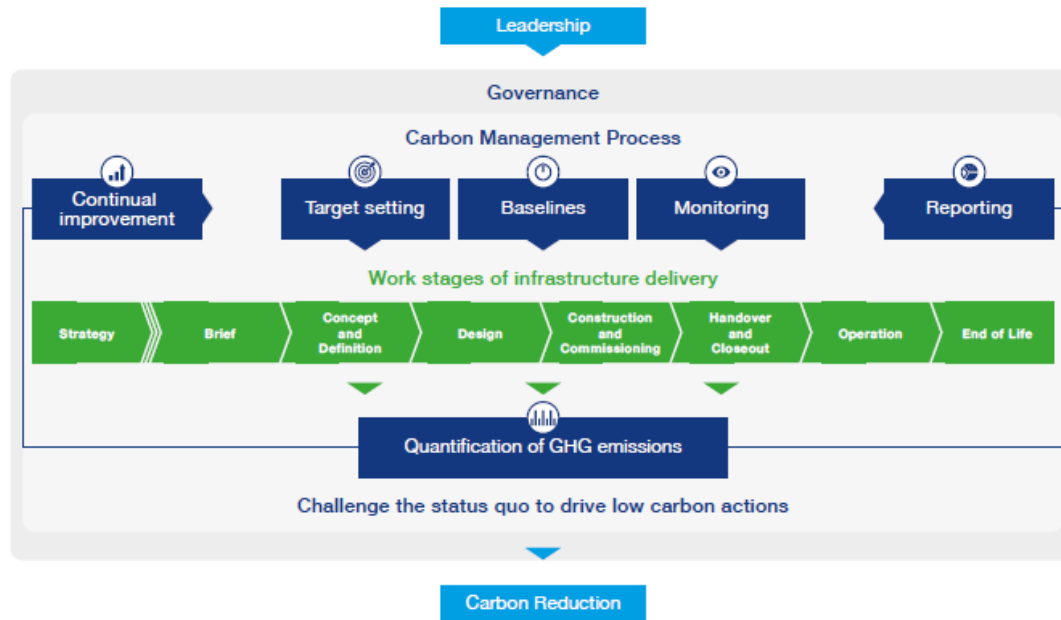 Leadership
Governance
Carbon Management Process
Continual
improvement
Target setting
Baselines
Monitoring
Reporting
Work stages of infrastructure delivery
Strategy
Brief
Concept
and
Definition
Design
Construction
and
Commissioning
Handover
and
Closeout
Operation
End of Life
Quantification of GHG emissions
Challenge the status quo to drive low carbon actions
Carbon Reduction